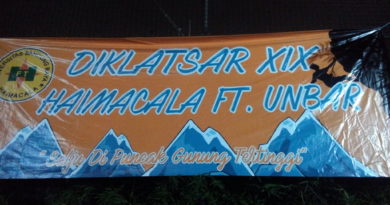 DIKLATSAR XIX
HAIMACALA FT. UNBAR
"Salju Di Puncak Gunung Tertinggi"